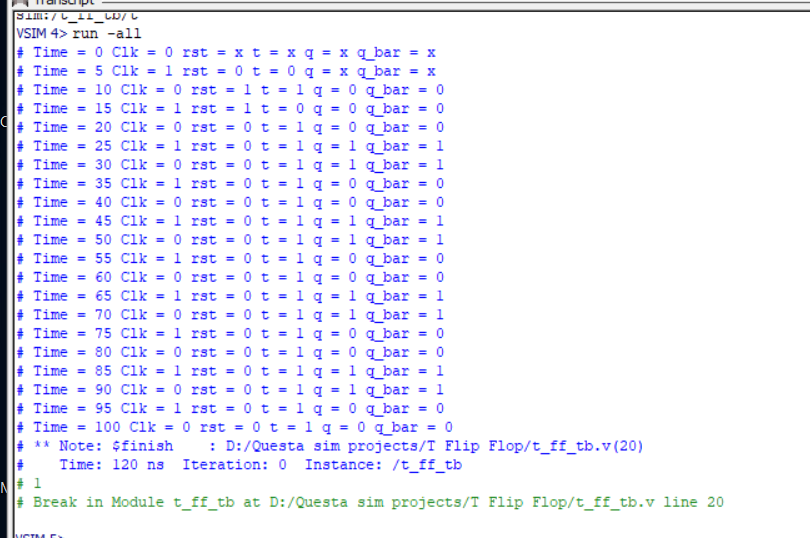 Transcript
sim:/t_ff_tb/t
VSIM 4> run -all
# Time = 0 Clk = 0 rst = x t = x q = x q_bar = x
# Time = 5 Clk = 1 rst = 0 t = 0 q = x q_bar = x
# Time = 10 Clk = 0 rst = 1 t = 1 q = 0 q_bar = 0
# Time = 15 Clk = 1 rst = 1 t = 0 q = 0 q_bar = 0
# Time = 20 Clk = 0 rst = 0 t = 1 q = 0 q_bar = 0
# Time = 25 Clk = 1 rst = 0 t = 1 q = 1 q_bar = 1
# Time = 30 Clk = 0 rst = 0 t = 1 q = 1 q_bar = 1
# Time = 35 Clk = 1 rst = 0 t = 1 q = 0 q_bar = 0
# Time = 40 Clk = 0 rst = 0 t = 1 q = 0 q_bar = 0
# Time = 45 Clk = 1 rst = 0 t = 1 q = 1 q_bar = 1
# Time = 50 Clk = 0 rst = 0 t = 1 q = 1 q_bar = 1
# Time = 55 Clk = 1 rst = 0 t = 1 q = 0 q_bar = 0
# Time = 60 Clk = 0 rst = 0 t = 1 q = 0 q_bar = 0
# Time = 65 Clk = 1 rst = 0 t = 1 q = 1 q_bar = 1
# Time = 70 Clk = 0 rst = 0 t = 1 q = 1 q_bar = 1
# Time = 75 Clk = 1 rst = 0 t = 1 q = 0 q_bar = 0
# Time = 80 Clk = 0 rst = 0 t = 1 q = 0 q_bar = 0
# Time = 85 Clk = 1 rst = 0 t = 1 q = 1 q_bar = 1
# Time = 90 Clk = 0 rst = 0 t = 1 q = 1 q_bar = 1
# Time = 95 Clk = 1 rst = 0 t = 1 q = 0 q_bar = 0
# Time = 100 Clk = 0 rst = 0 t = 1 q = 0 q_bar = 0
# ** Note: $finish    : D:/Questa sim projects/T Flip Flop/t_ff_tb.v(20)
#    Time: 120 ns  Iteration: 0  Instance: /t_ff_tb
# 1
# Break in Module t_ff_tb at D:/Questa sim projects/T Flip Flop/t_ff_tb.v line 20
VSIM 5>